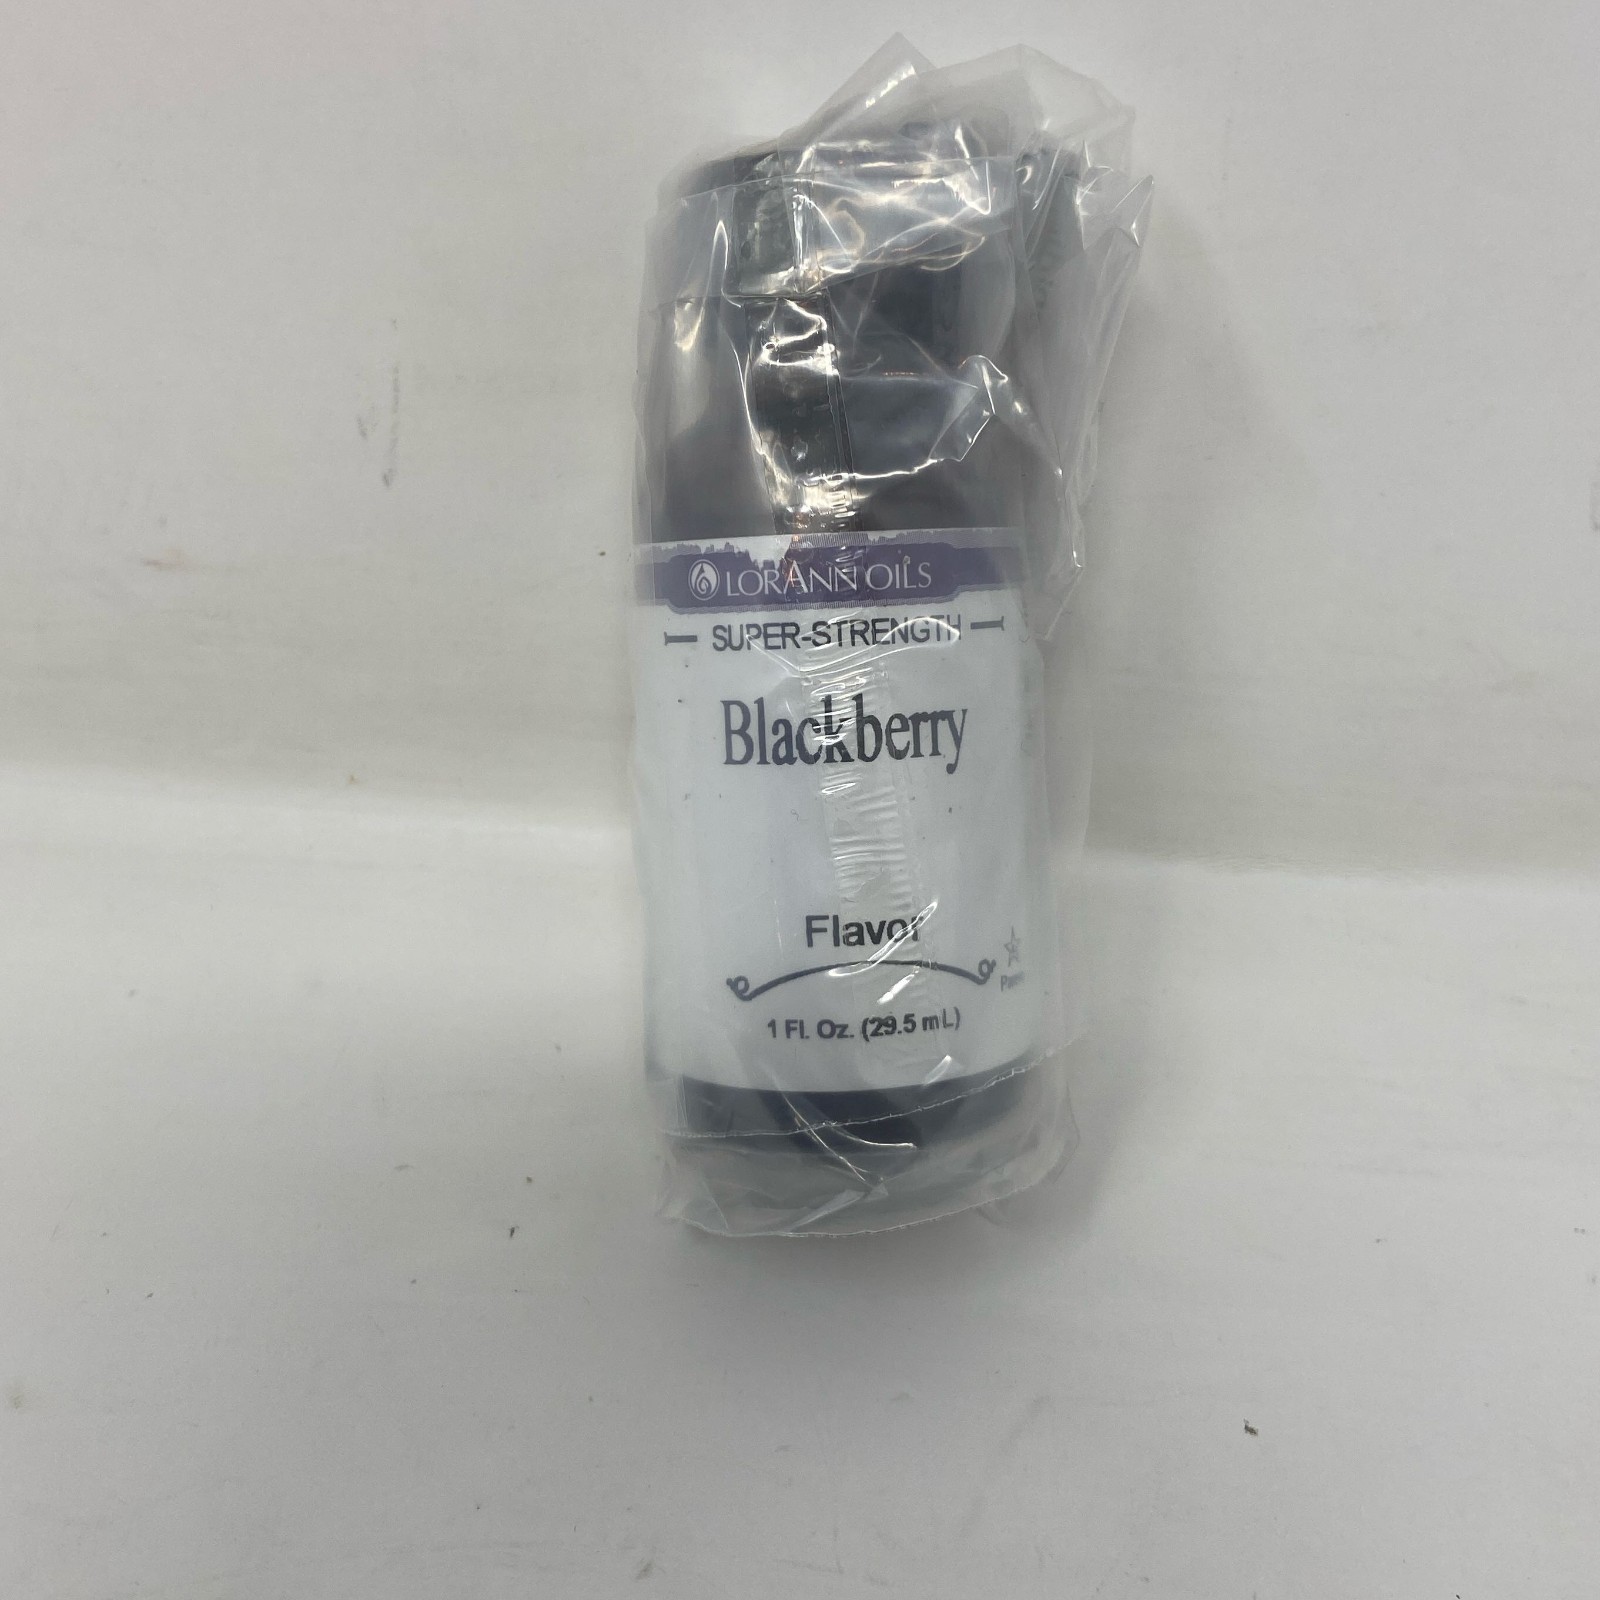 LORANN OILS
SUPER-STRENGTH
Blackberry
Flavor
1 Fl. Oz. (29.5 mL)